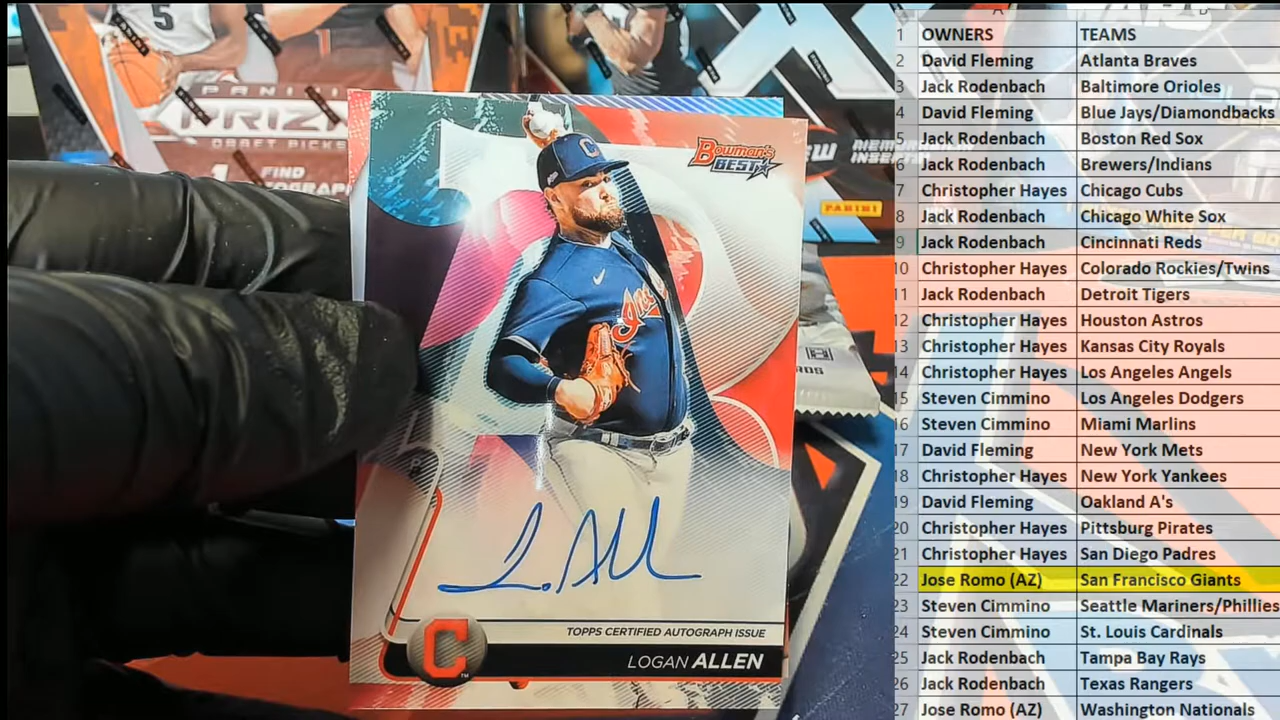 PANINI
PRIZM
DRAFT PICKS
1 FIND
PANINI
Bowman's
BEST
C
Indians
L. All
TOPPS CERTIFIED AUTOGRAPH ISSUE
C
LOGAN ALLEN
5
A
1 OWNERS TEAMS
2 David Fleming Atlanta Braves
3 Jack Rodenbach Baltimore Orioles
4 David Fleming Blue Jays/Diamondbacks
5 Jack Rodenbach Boston Red Sox
6 Jack Rodenbach Brewers/Indians
7 Christopher Hayes Chicago Cubs
8 Jack Rodenbach Chicago White Sox
9 Jack Rodenbach Cincinnati Reds
10 Christopher Hayes Colorado Rockies/Twins
11 Jack Rodenbach Detroit Tigers
12 Christopher Hayes Houston Astros
13 Christopher Hayes Kansas City Royals
14 Christopher Hayes Los Angeles Angels
15 Steven Cimmino Los Angeles Dodgers
16 Steven Cimmino Miami Marlins
17 David Fleming New York Mets
18 Christopher Hayes New York Yankees
19 David Fleming Oakland A's
20 Christopher Hayes Pittsburg Pirates
21 Christopher Hayes San Diego Padres
22 Jose Romo (AZ) San Francisco Giants
23 Steven Cimmino Seattle Mariners/Phillies
24 Steven Cimmino St. Louis Cardinals
25 Jack Rodenbach Tampa Bay Rays
26 Jack Rodenbach Texas Rangers
27 Jose Romo (AZ) Washington Nationals